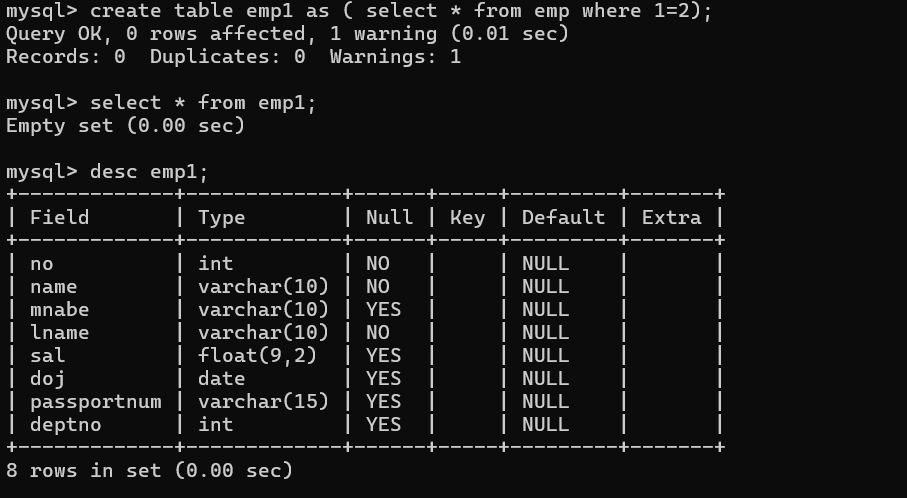 mysql> create table emp1 as ( select * from emp where 1=2);
Query OK, 0 rows affected, 1 warning (0.01 sec)
Records: 0  Duplicates: 0  Warnings: 1

mysql> select * from emp1;
Empty set (0.00 sec)

mysql> desc emp1;
+-------------+-------------+------+-----+---------+-------+
| Field       | Type        | Null | Key | Default | Extra |
+-------------+-------------+------+-----+---------+-------+
| no          | int         | NO   |     | NULL    |       |
| name        | varchar(10) | NO   |     | NULL    |       |
| mnabe       | varchar(10) | YES  |     | NULL    |       |
| lname       | varchar(10) | NO   |     | NULL    |       |
| sal         | float(9,2)  | YES  |     | NULL    |       |
| doj         | date        | YES  |     | NULL    |       |
| passportnum | varchar(15) | YES  |     | NULL    |       |
| deptno      | int         | YES  |     | NULL    |       |
+-------------+-------------+------+-----+---------+-------+
8 rows in set (0.00 sec)